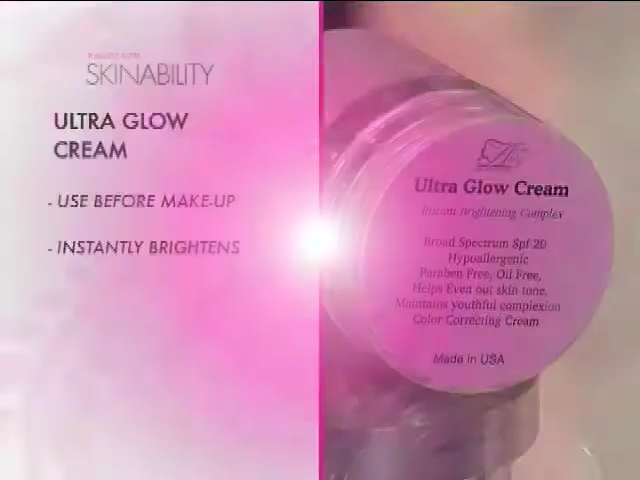 SKINABILITY
ULTRA GLOW
CREAM
- USE BEFORE MAKE-UP
- INSTANTLY BRIGHTENS
Ultra Glow Cream
Instant Brightening Complex
Broad Spectrum Spf 20
Hypoallergenic
Paraben Free, Oil Free,
Helps Even out skin tone,
Maintains youthful complexion
Color Correcting Cream
Made in USA